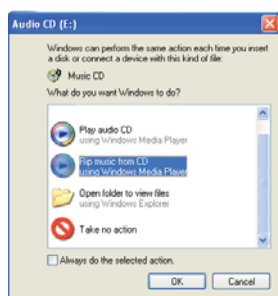 Audio CD (E:)
Windows can perform the same action each time you insert
a disk or connect a device with this kind of file:
Music CD
What do you want Windows to do?
Play audio CD
using Windows Media Player
Rip music from CD
using Windows Media Player
Open folder to view files
using Windows Explorer
Take no action
Always do the selected action.
OK
Cancel